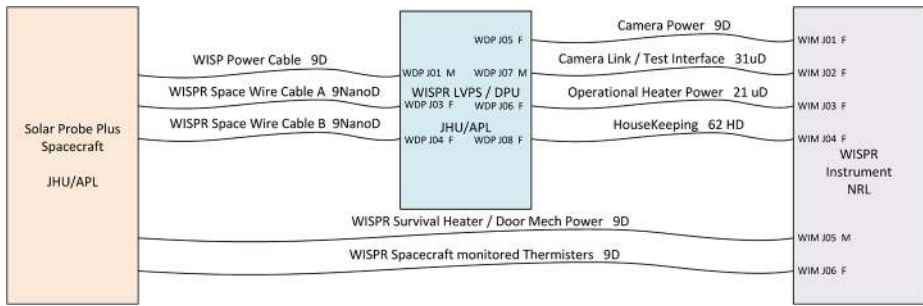 Solar Probe Plus
Spacecraft
JHU/APL
WISP Power Cable 9D
WISPR Space Wire Cable A 9NanoD
WISPR Space Wire Cable B 9NanoD
WDP J05 F
WDP J01 M WDP J07 M
WISPR LVPS / DPU
WDP J03 F WDP J06 F
JHU/APL
WDP J04 F WDP J08 F
Camera Power 9D
Camera Link / Test Interface 31uD
Operational Heater Power 21 uD
HouseKeeping 62 HD
WISPR Survival Heater / Door Mech Power 9D
WISPR Spacecraft monitored Thermisters 9D
WIM J01 F
WIM J02 F
WIM J03 F
WIM J04 F
WISPR
Instrument
NRL
WIM J05 M
WIM J06 F